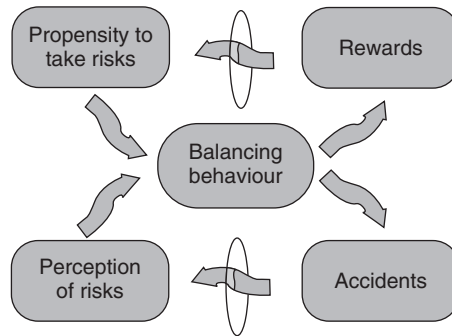 Propensity to
take risks
Rewards
Balancing
behaviour
Perception
of risks
Accidents